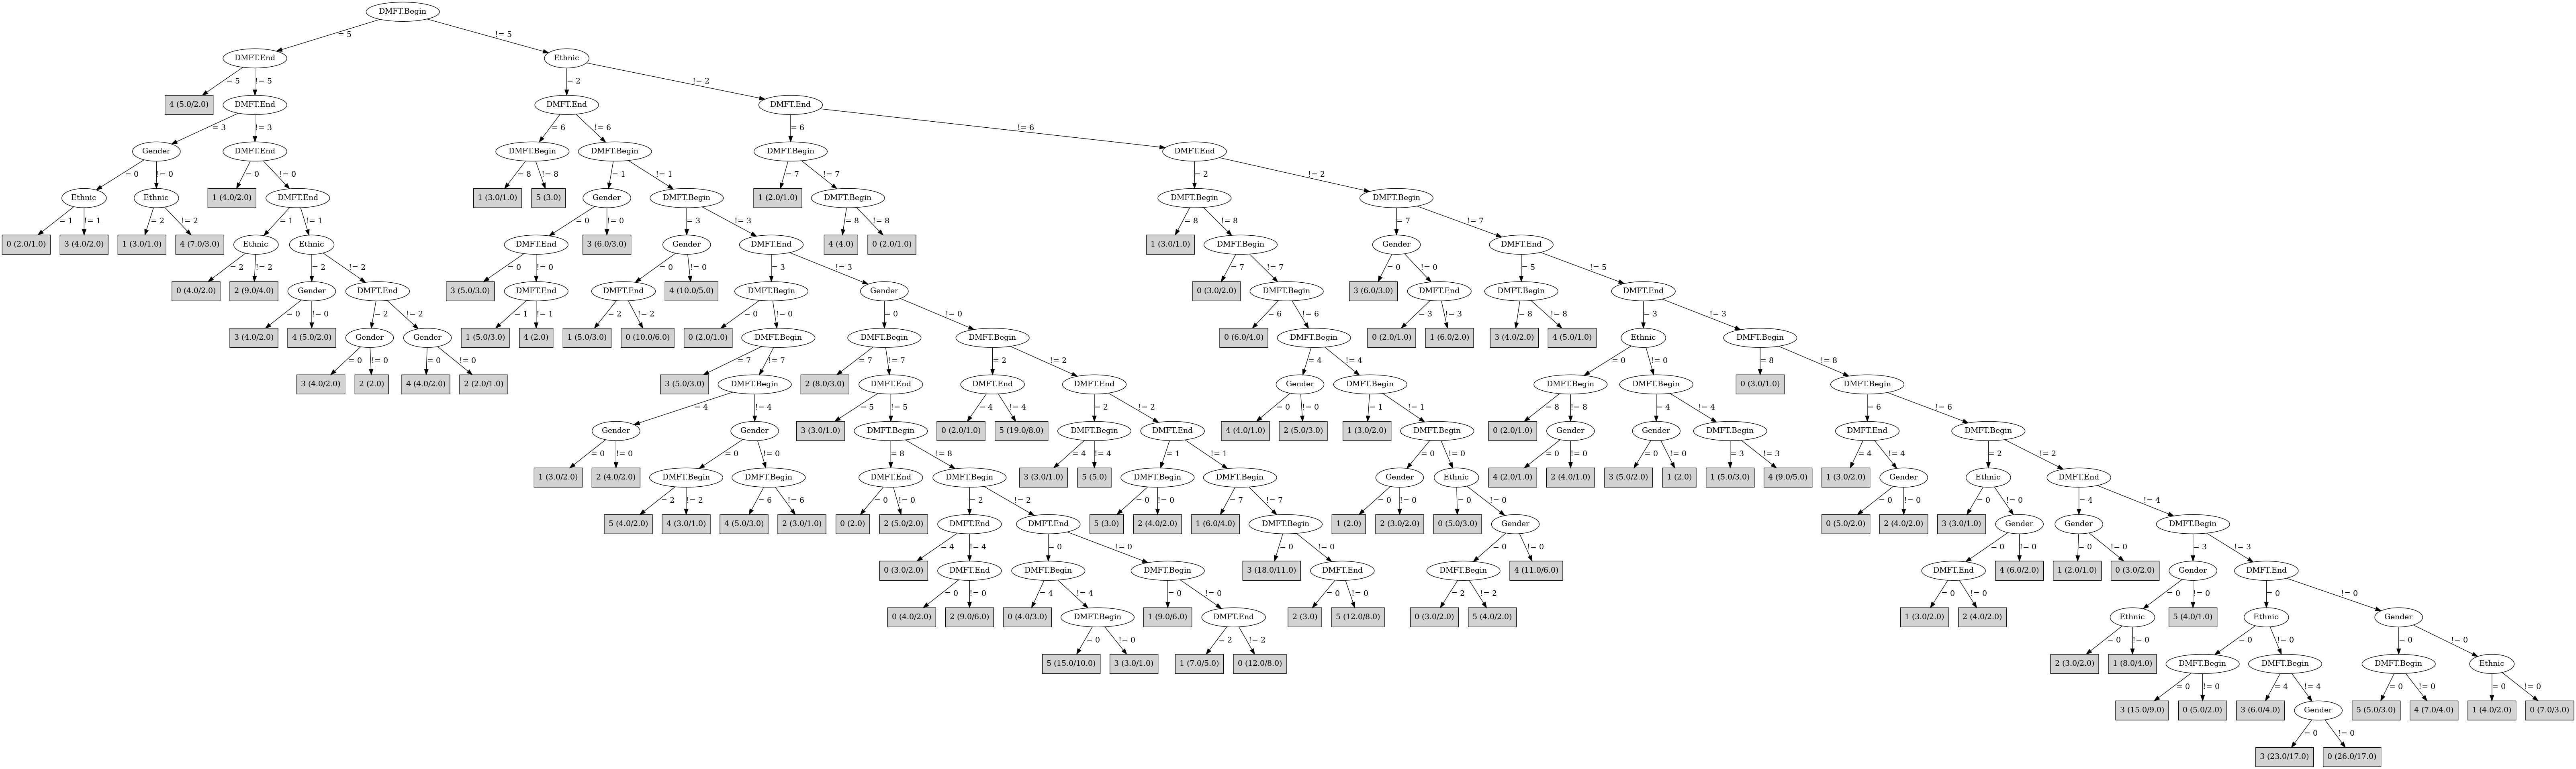 DMFT.Begin
= 5 != 5
DMFT.End Ethnic
= 5 != 5 = 2 != 2
4 (5.0/2.0) DMFT.End DMFT.End DMFT.End
= 3 != 3 = 6 != 6 = 6 != 6
Gender DMFT.End DMFT.Begin DMFT.Begin DMFT.Begin DMFT.End
= 0 != 0 = 0 != 0 = 8 != 8 = 1 != 1 = 7 != 7 = 2 != 2
Ethnic Ethnic 1 (4.0/2.0) DMFT.End 1 (3.0/1.0) 5 (3.0) Gender DMFT.Begin 1 (2.0/1.0) DMFT.Begin DMFT.Begin DMFT.Begin
= 1 != 1 = 2 != 2 = 1 != 1 = 0 != 0 = 3 != 3 = 8 != 8 = 8 != 8 = 7 != 7
0 (2.0/1.0) 3 (4.0/2.0) 1 (3.0/1.0) 4 (7.0/3.0) Ethnic Ethnic DMFT.End 3 (6.0/3.0) Gender DMFT.End 4 (4.0) 0 (2.0/1.0) 1 (3.0/1.0) DMFT.Begin Gender DMFT.End
= 2 != 2 = 2 != 2 = 0 != 0 = 0 != 0 = 3 != 3 = 7 != 7 = 0 != 0 = 5 != 5
0 (4.0/2.0) 2 (9.0/4.0) Gender DMFT.End 3 (5.0/3.0) DMFT.End DMFT.End 4 (10.0/5.0) DMFT.Begin Gender 0 (3.0/2.0) DMFT.Begin 3 (6.0/3.0) DMFT.End DMFT.Begin DMFT.End
= 0 != 0 = 2 != 2 = 1 != 1 = 2 != 2 = 0 != 0 = 0 != 0 = 6 != 6 = 3 != 3 = 8 != 8 = 3 != 3
3 (4.0/2.0) 4 (5.0/2.0) Gender Gender 1 (5.0/3.0) 4 (2.0) 1 (5.0/3.0) 0 (10.0/6.0) 0 (2.0/1.0) DMFT.Begin DMFT.Begin DMFT.Begin 0 (6.0/4.0) DMFT.Begin 0 (2.0/1.0) 1 (6.0/2.0) 3 (4.0/2.0) 4 (5.0/1.0) Ethnic DMFT.Begin
= 0 != 0 = 0 != 0 = 7 != 7 = 7 != 7 = 2 != 2 = 4 != 4 = 0 != 0 = 8 != 8
3 (4.0/2.0) 2 (2.0) 4 (4.0/2.0) 2 (2.0/1.0) 3 (5.0/3.0) DMFT.Begin 2 (8.0/3.0) DMFT.End DMFT.End DMFT.End Gender DMFT.Begin DMFT.Begin DMFT.Begin 0 (3.0/1.0) DMFT.Begin
= 4 != 4 = 5 != 5 = 4 != 4 = 2 != 2 = 0 != 0 = 1 != 1 = 8 != 8 = 4 != 4 = 6 != 6
Gender Gender 3 (3.0/1.0) DMFT.Begin 0 (2.0/1.0) 5 (19.0/8.0) DMFT.Begin DMFT.End 4 (4.0/1.0) 2 (5.0/3.0) 1 (3.0/2.0) DMFT.Begin 0 (2.0/1.0) Gender Gender DMFT.Begin DMFT.End DMFT.Begin
= 0 != 0 = 0 != 0 = 8 != 8 = 4 != 4 = 1 != 1 = 0 != 0 = 0 != 0 = 0 != 0 = 3 != 3 = 4 != 4 = 2 != 2
1 (3.0/2.0) 2 (4.0/2.0) DMFT.Begin DMFT.Begin DMFT.End DMFT.Begin 3 (3.0/1.0) 5 (5.0) DMFT.Begin DMFT.Begin Gender Ethnic 4 (2.0/1.0) 2 (4.0/1.0) 3 (5.0/2.0) 1 (2.0) 1 (5.0/3.0) 4 (9.0/5.0) 1 (3.0/2.0) Gender Ethnic DMFT.End
= 2 != 2 = 6 != 6 = 0 != 0 = 2 != 2 = 0 != 0 = 7 != 7 = 0 != 0 = 0 != 0 = 0 != 0 = 0 != 0 = 4 != 4
5 (4.0/2.0) 4 (3.0/1.0) 4 (5.0/3.0) 2 (3.0/1.0) 0 (2.0) 2 (5.0/2.0) DMFT.End DMFT.End 5 (3.0) 2 (4.0/2.0) 1 (6.0/4.0) DMFT.Begin 1 (2.0) 2 (3.0/2.0) 0 (5.0/3.0) Gender 0 (5.0/2.0) 2 (4.0/2.0) 3 (3.0/1.0) Gender Gender DMFT.Begin
= 4 != 4 = 0 != 0 = 0 != 0 = 0 != 0 = 0 != 0 = 0 != 0 = 3 != 3
0 (3.0/2.0) DMFT.End DMFT.Begin DMFT.Begin 3 (18.0/11.0) DMFT.End DMFT.Begin 4 (11.0/6.0) DMFT.End 4 (6.0/2.0) 1 (2.0/1.0) 0 (3.0/2.0) Gender DMFT.End
= 0 != 0 = 4 != 4 = 0 != 0 = 0 != 0 = 2 != 2 = 0 != 0 = 0 != 0 = 0 != 0
0 (4.0/2.0) 2 (9.0/6.0) 0 (4.0/3.0) DMFT.Begin 1 (9.0/6.0) DMFT.End 2 (3.0) 5 (12.0/8.0) 0 (3.0/2.0) 5 (4.0/2.0) 1 (3.0/2.0) 2 (4.0/2.0) Ethnic 5 (4.0/1.0) Ethnic Gender
= 0 != 0 = 2 != 2 = 0 != 0 = 0 != 0 = 0 != 0
5 (15.0/10.0) 3 (3.0/1.0) 1 (7.0/5.0) 0 (12.0/8.0) 2 (3.0/2.0) 1 (8.0/4.0) DMFT.Begin DMFT.Begin DMFT.Begin Ethnic
= 0 != 0 = 4 != 4 = 0 != 0 = 0 != 0
3 (15.0/9.0) 0 (5.0/2.0) 3 (6.0/4.0) Gender 5 (5.0/3.0) 4 (7.0/4.0) 1 (4.0/2.0) 0 (7.0/3.0)
= 0 != 0
3 (23.0/17.0) 0 (26.0/17.0)